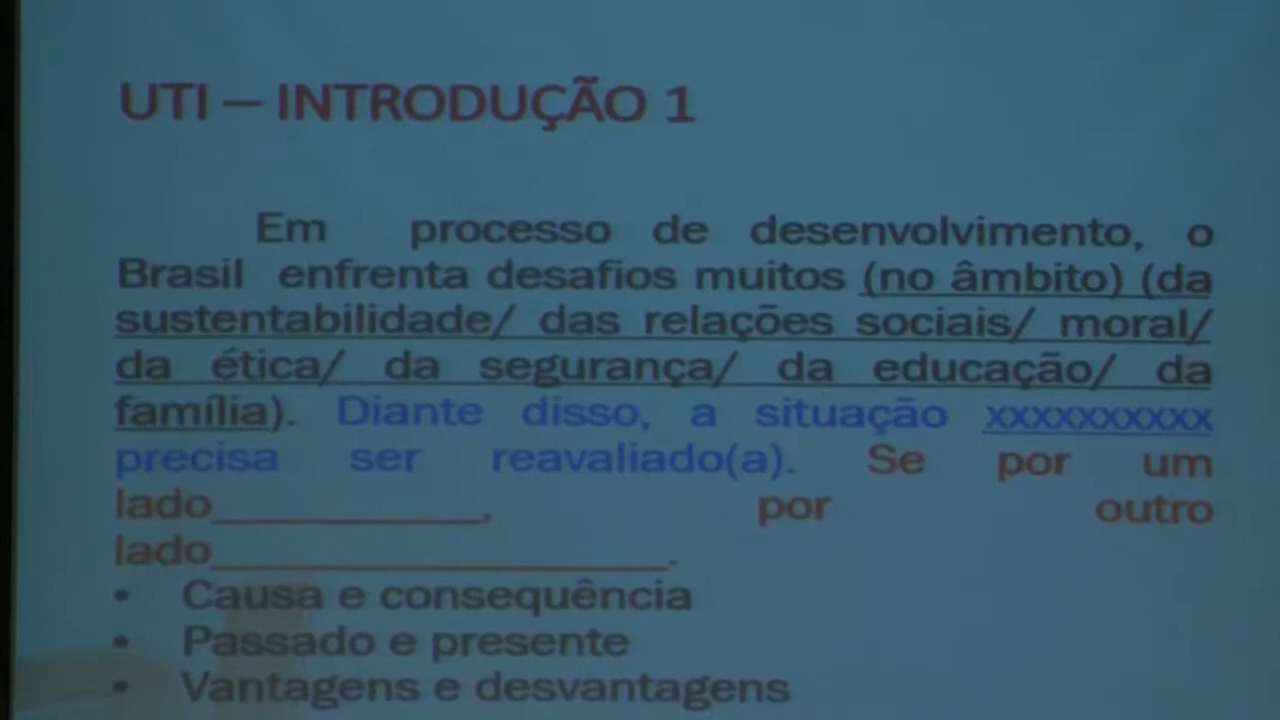 UTI – INTRODUÇÃO 1
Em processo de desenvolvimento, o
Brasil enfrenta desafios muitos (no âmbito) (da
sustentabilidade/ das relações sociais/ moral/
da ética/ da segurança/ da educação/ da
família). Diante disso, a situação xxxxxxxxxx
precisa ser reavaliado(a). Se por um
lado___________, por outro
lado___________________.
• Causa e consequência
• Passado e presente
• Vantagens e desvantagens